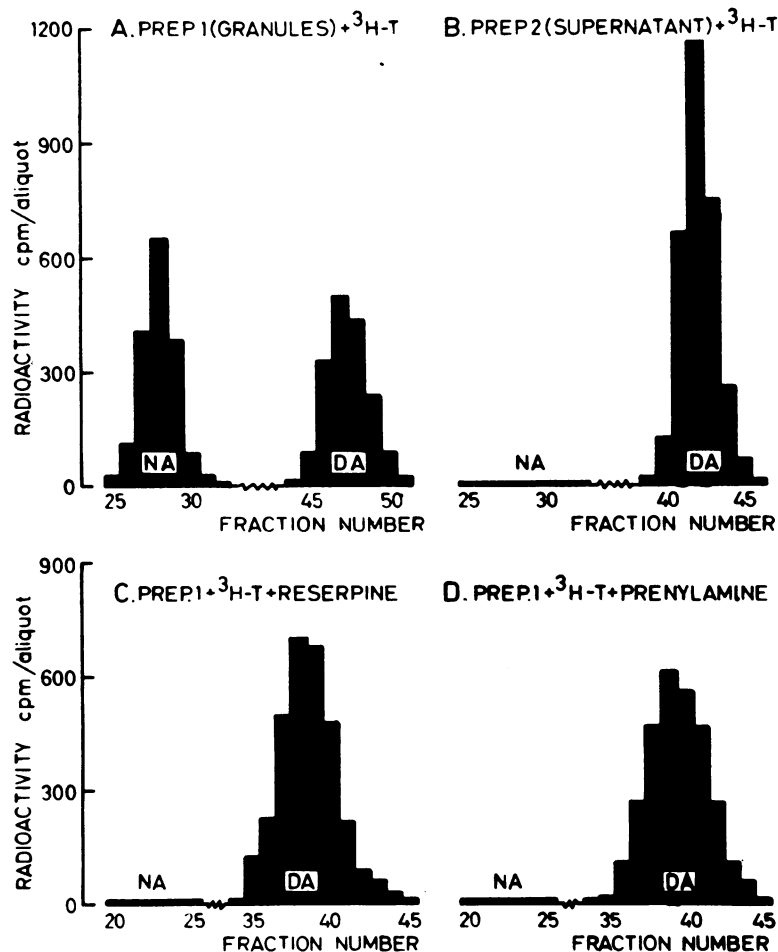 A. PREP 1 (GRANULES) + ³H-T
B. PREP 2 (SUPERNATANT) + ³H-T
RADIOACTIVITY cpm/aliquot
1200
900
600
300
0
NA
DA
25 30 45 50
FRACTION NUMBER
NA
DA
25 30 40 45
FRACTION NUMBER
C. PREP.1 + ³H-T + RESERPINE
D. PREP.1 + ³H-T + PRENYLAMINE
RADIOACTIVITY cpm/aliquot
900
600
300
0
NA
DA
20 25 35 40 45
FRACTION NUMBER
NA
DA
20 25 35 40 45
FRACTION NUMBER